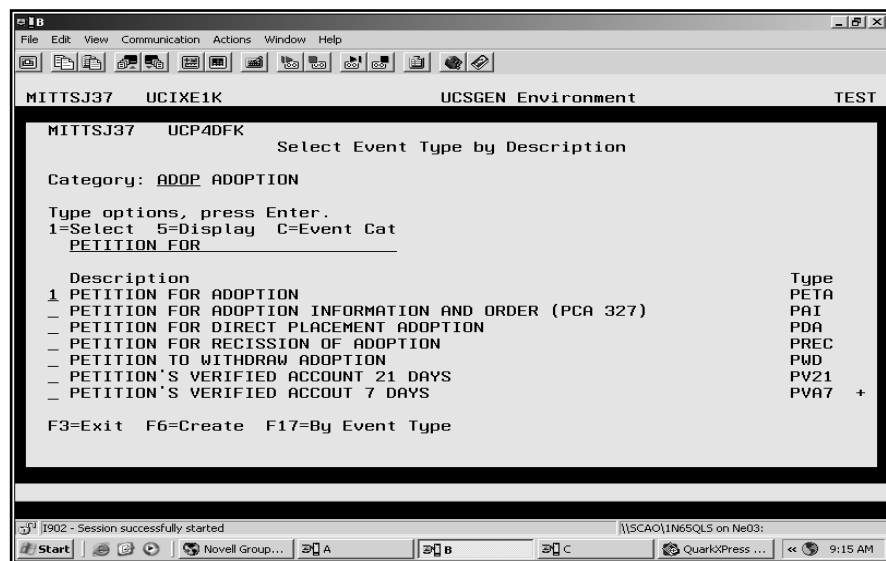 B
File Edit View Communication Actions Window Help
MITTSJ37 UCIXE1K UCSGEN Environment TEST
MITTSJ37 UCP4DFK
Select Event Type by Description
Category: ADOP ADOPTION
Type options, press Enter.
1=Select 5=Display C=Event Cat
PETITION FOR
Description Type
1 PETITION FOR ADOPTION PETA
_ PETITION FOR ADOPTION INFORMATION AND ORDER (PCA 327) PAI
_ PETITION FOR DIRECT PLACEMENT ADOPTION PDA
_ PETITION FOR RECISSION OF ADOPTION PREC
_ PETITION TO WITHDRAW ADOPTION PWD
_ PETITION'S VERIFIED ACCOUNT 21 DAYS PV21
_ PETITION'S VERIFIED ACCOUT 7 DAYS PVA7 +
F3=Exit F6=Create F17=By Event Type
I902 - Session successfully started \\SCAO\1N65QLS on Ne03:
Start Novell Group... A B C QuarkXPress ... « 9:15 AM